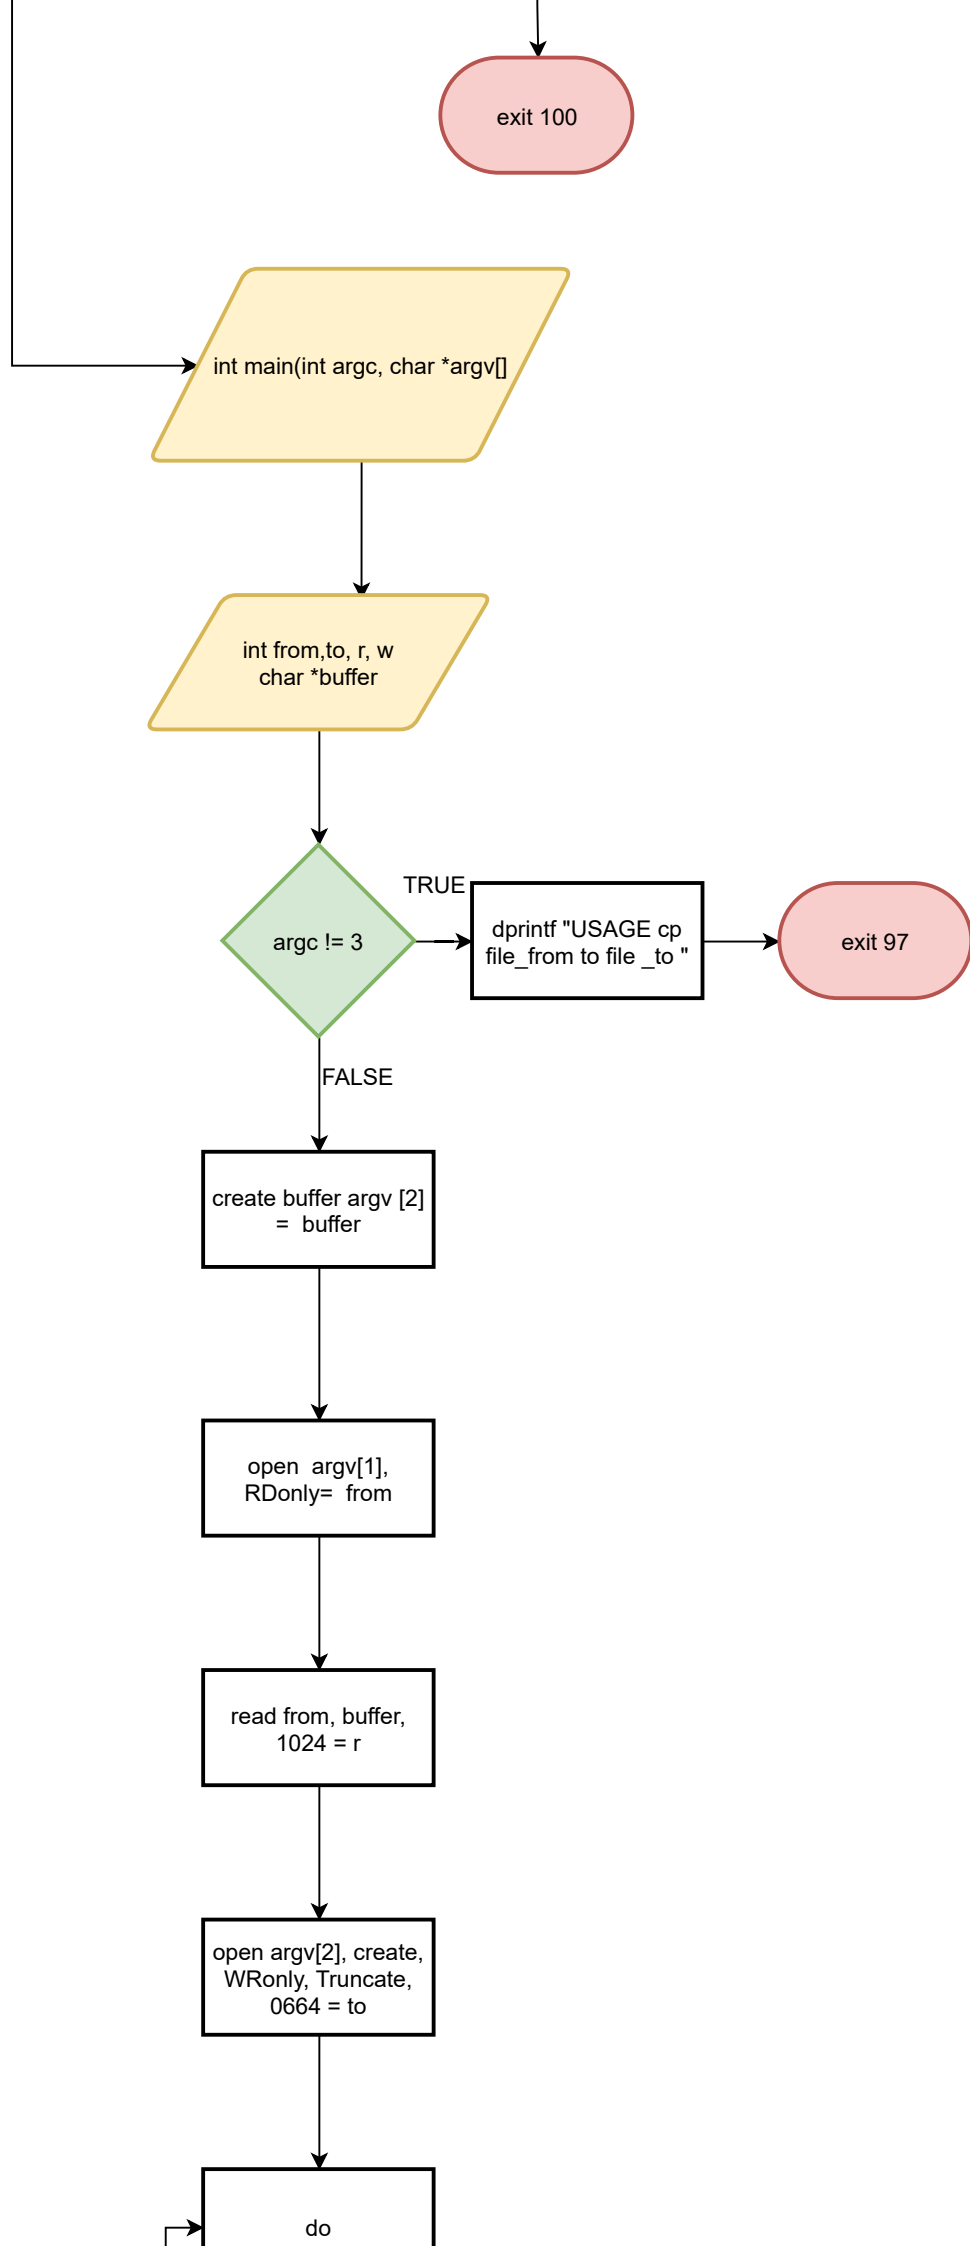 exit 100
int main(int argc, char *argv[]
int from,to, r, w
char *buffer
argc != 3
TRUE
dprintf "USAGE cp
file_from to file _to "
exit 97
FALSE
create buffer argv [2]
= buffer
open argv[1],
RDonly= from
read from, buffer,
1024 = r
open argv[2], create,
WRonly, Truncate,
0664 = to
do